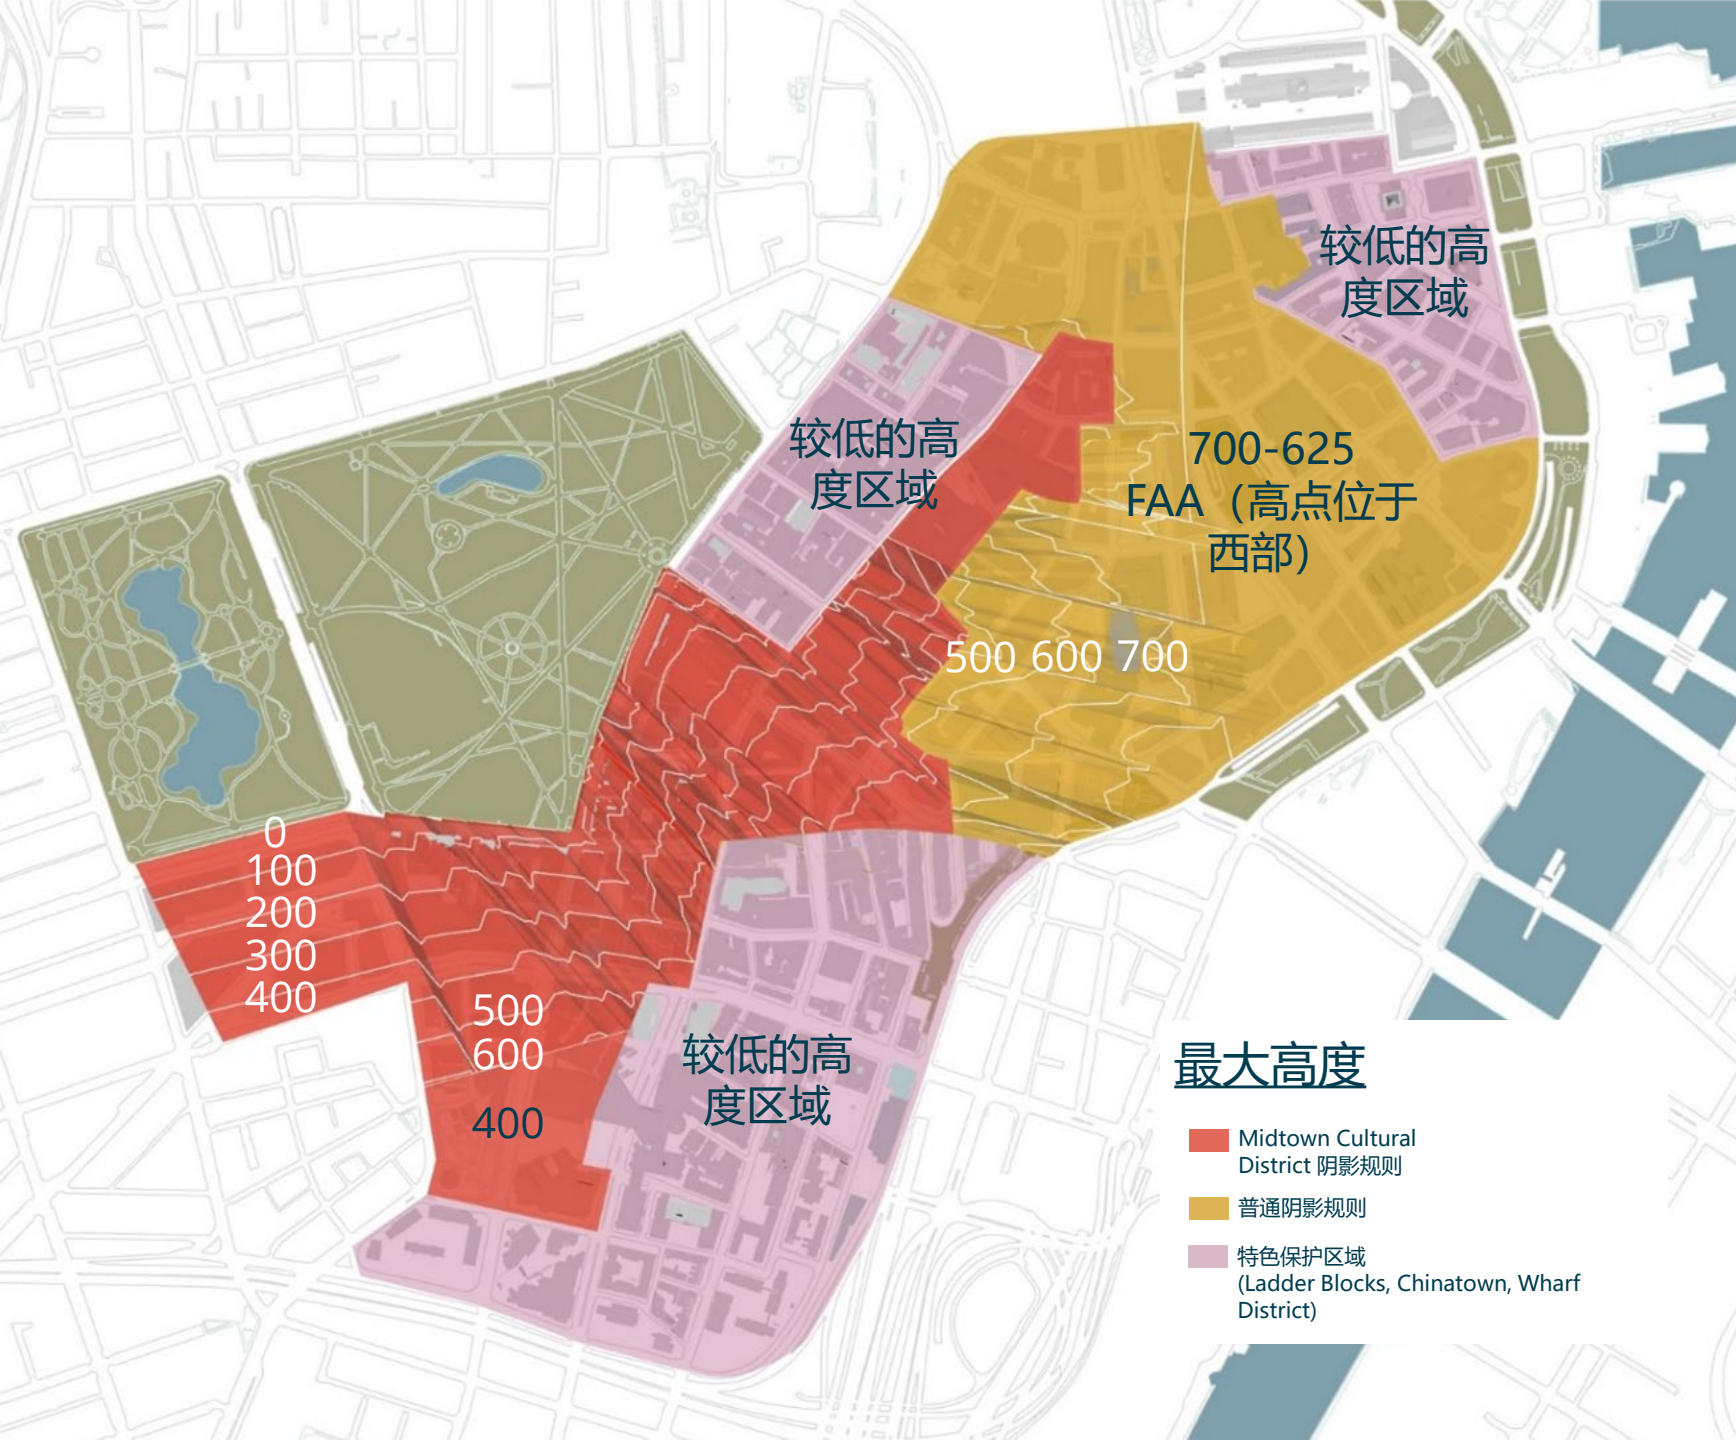 较低的高
度区域
较低的高
度区域
700-625
FAA（高点位于
西部）
500 600 700
0
100
200
300
400
500
600
400
较低的高
度区域
最大高度
Midtown Cultural
District 阴影规则
普通阴影规则
特色保护区域
(Ladder Blocks, Chinatown, Wharf
District)